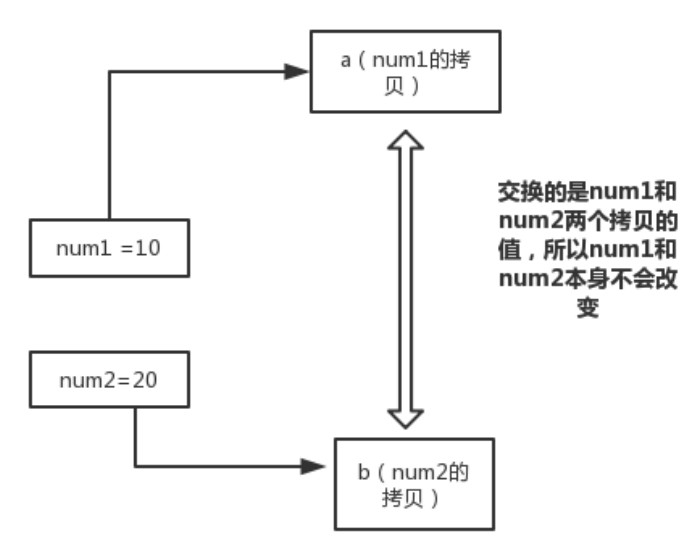 a（num1的拷
贝）
num1 =10
交换的是num1和
num2两个拷贝的
值，所以num1和
num2本身不会改
变
num2=20
b（num2的
拷贝）